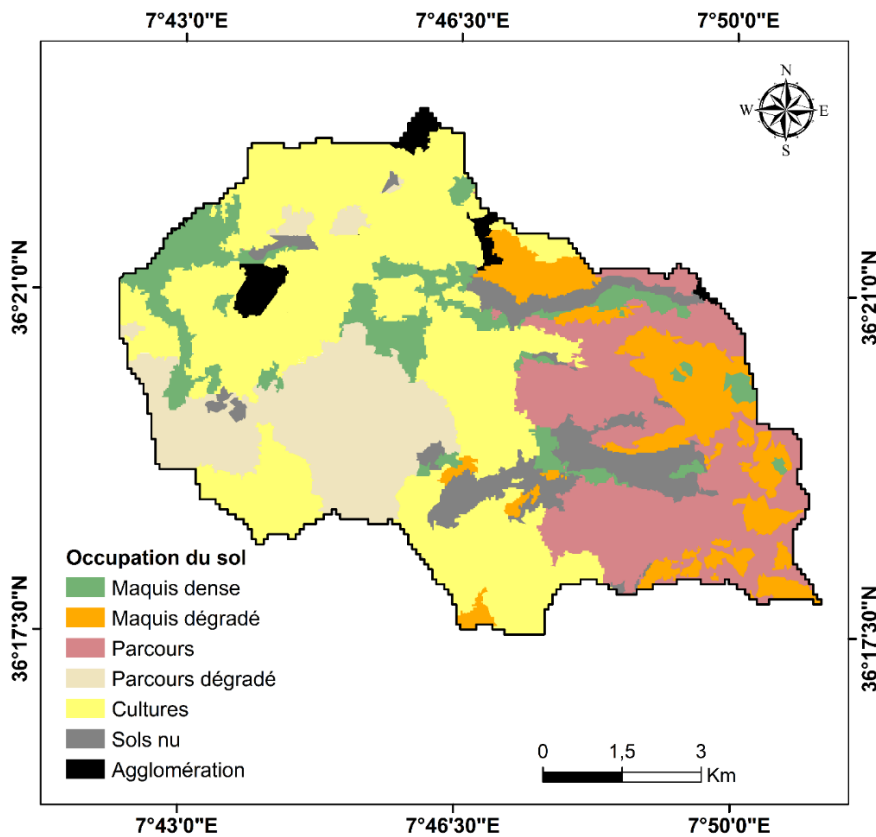 7°43'0"E 7°46'30"E 7°50'0"E
N
W E
S
36°21'0"N
36°21'0"N
Occupation du sol
Maquis dense
Maquis dégradé
Parcours
Parcours dégradé
Cultures
Sols nu
Agglomération
36°17'30"N
36°17'30"N
0 1,5 3
Km
7°43'0"E 7°46'30"E 7°50'0"E